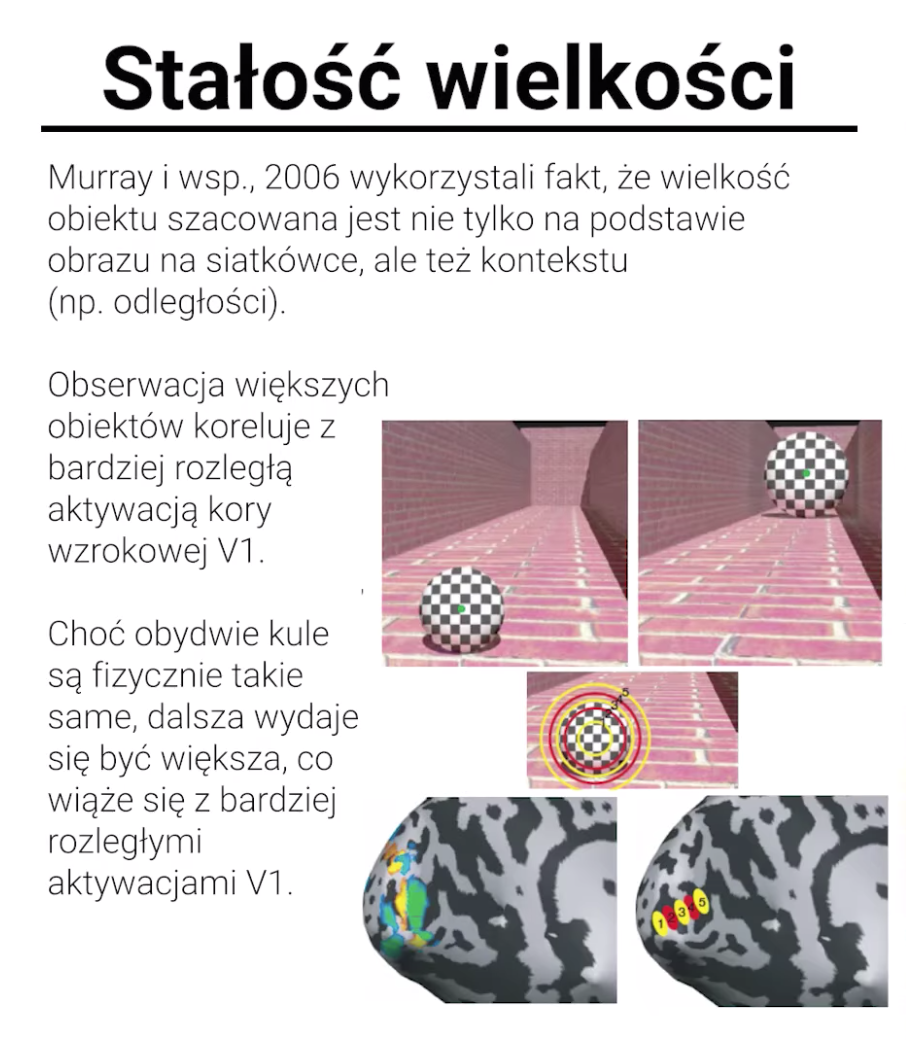 Stałość wielkości
Murray i wsp., 2006 wykorzystali fakt, że wielkość
obiektu szacowana jest nie tylko na podstawie
obrazu na siatkówce, ale też kontekstu
(np. odległości).
Obserwacja większych
obiektów koreluje z
bardziej rozległą
aktywacją kory
wzrokowej V1.
Choć obydwie kule
są fizycznie takie
same, dalsza wydaje
się być większa, co
wiąże się z bardziej
rozległymi
aktywacjami V1.
1 2 3 4 5